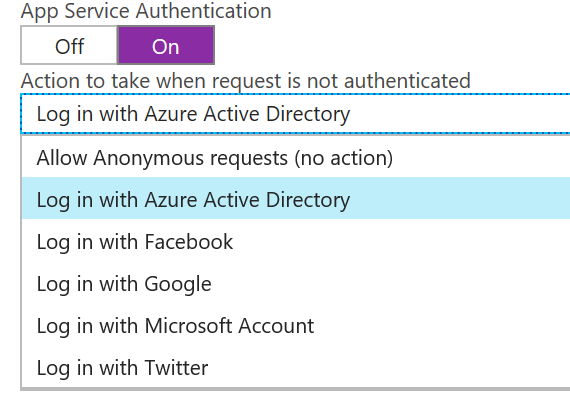 App Service Authentication
Off On
Action to take when request is not authenticated
Log in with Azure Active Directory
Allow Anonymous requests (no action)
Log in with Azure Active Directory
Log in with Facebook
Log in with Google
Log in with Microsoft Account
Log in with Twitter